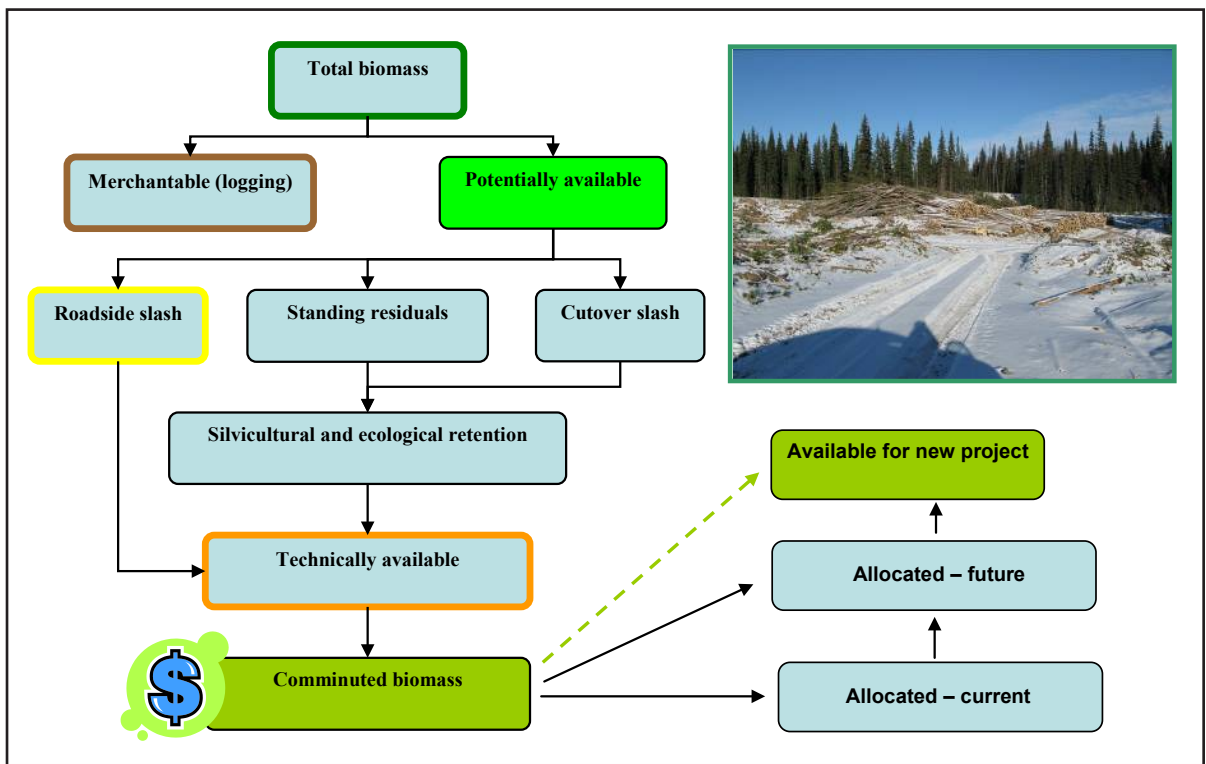 Total biomass
Merchantable (logging)
Potentially available
Roadside slash
Standing residuals
Cutover slash
Silvicultural and ecological retention
Available for new project
Technically available
Allocated – future
Comminuted biomass
Allocated – current
$